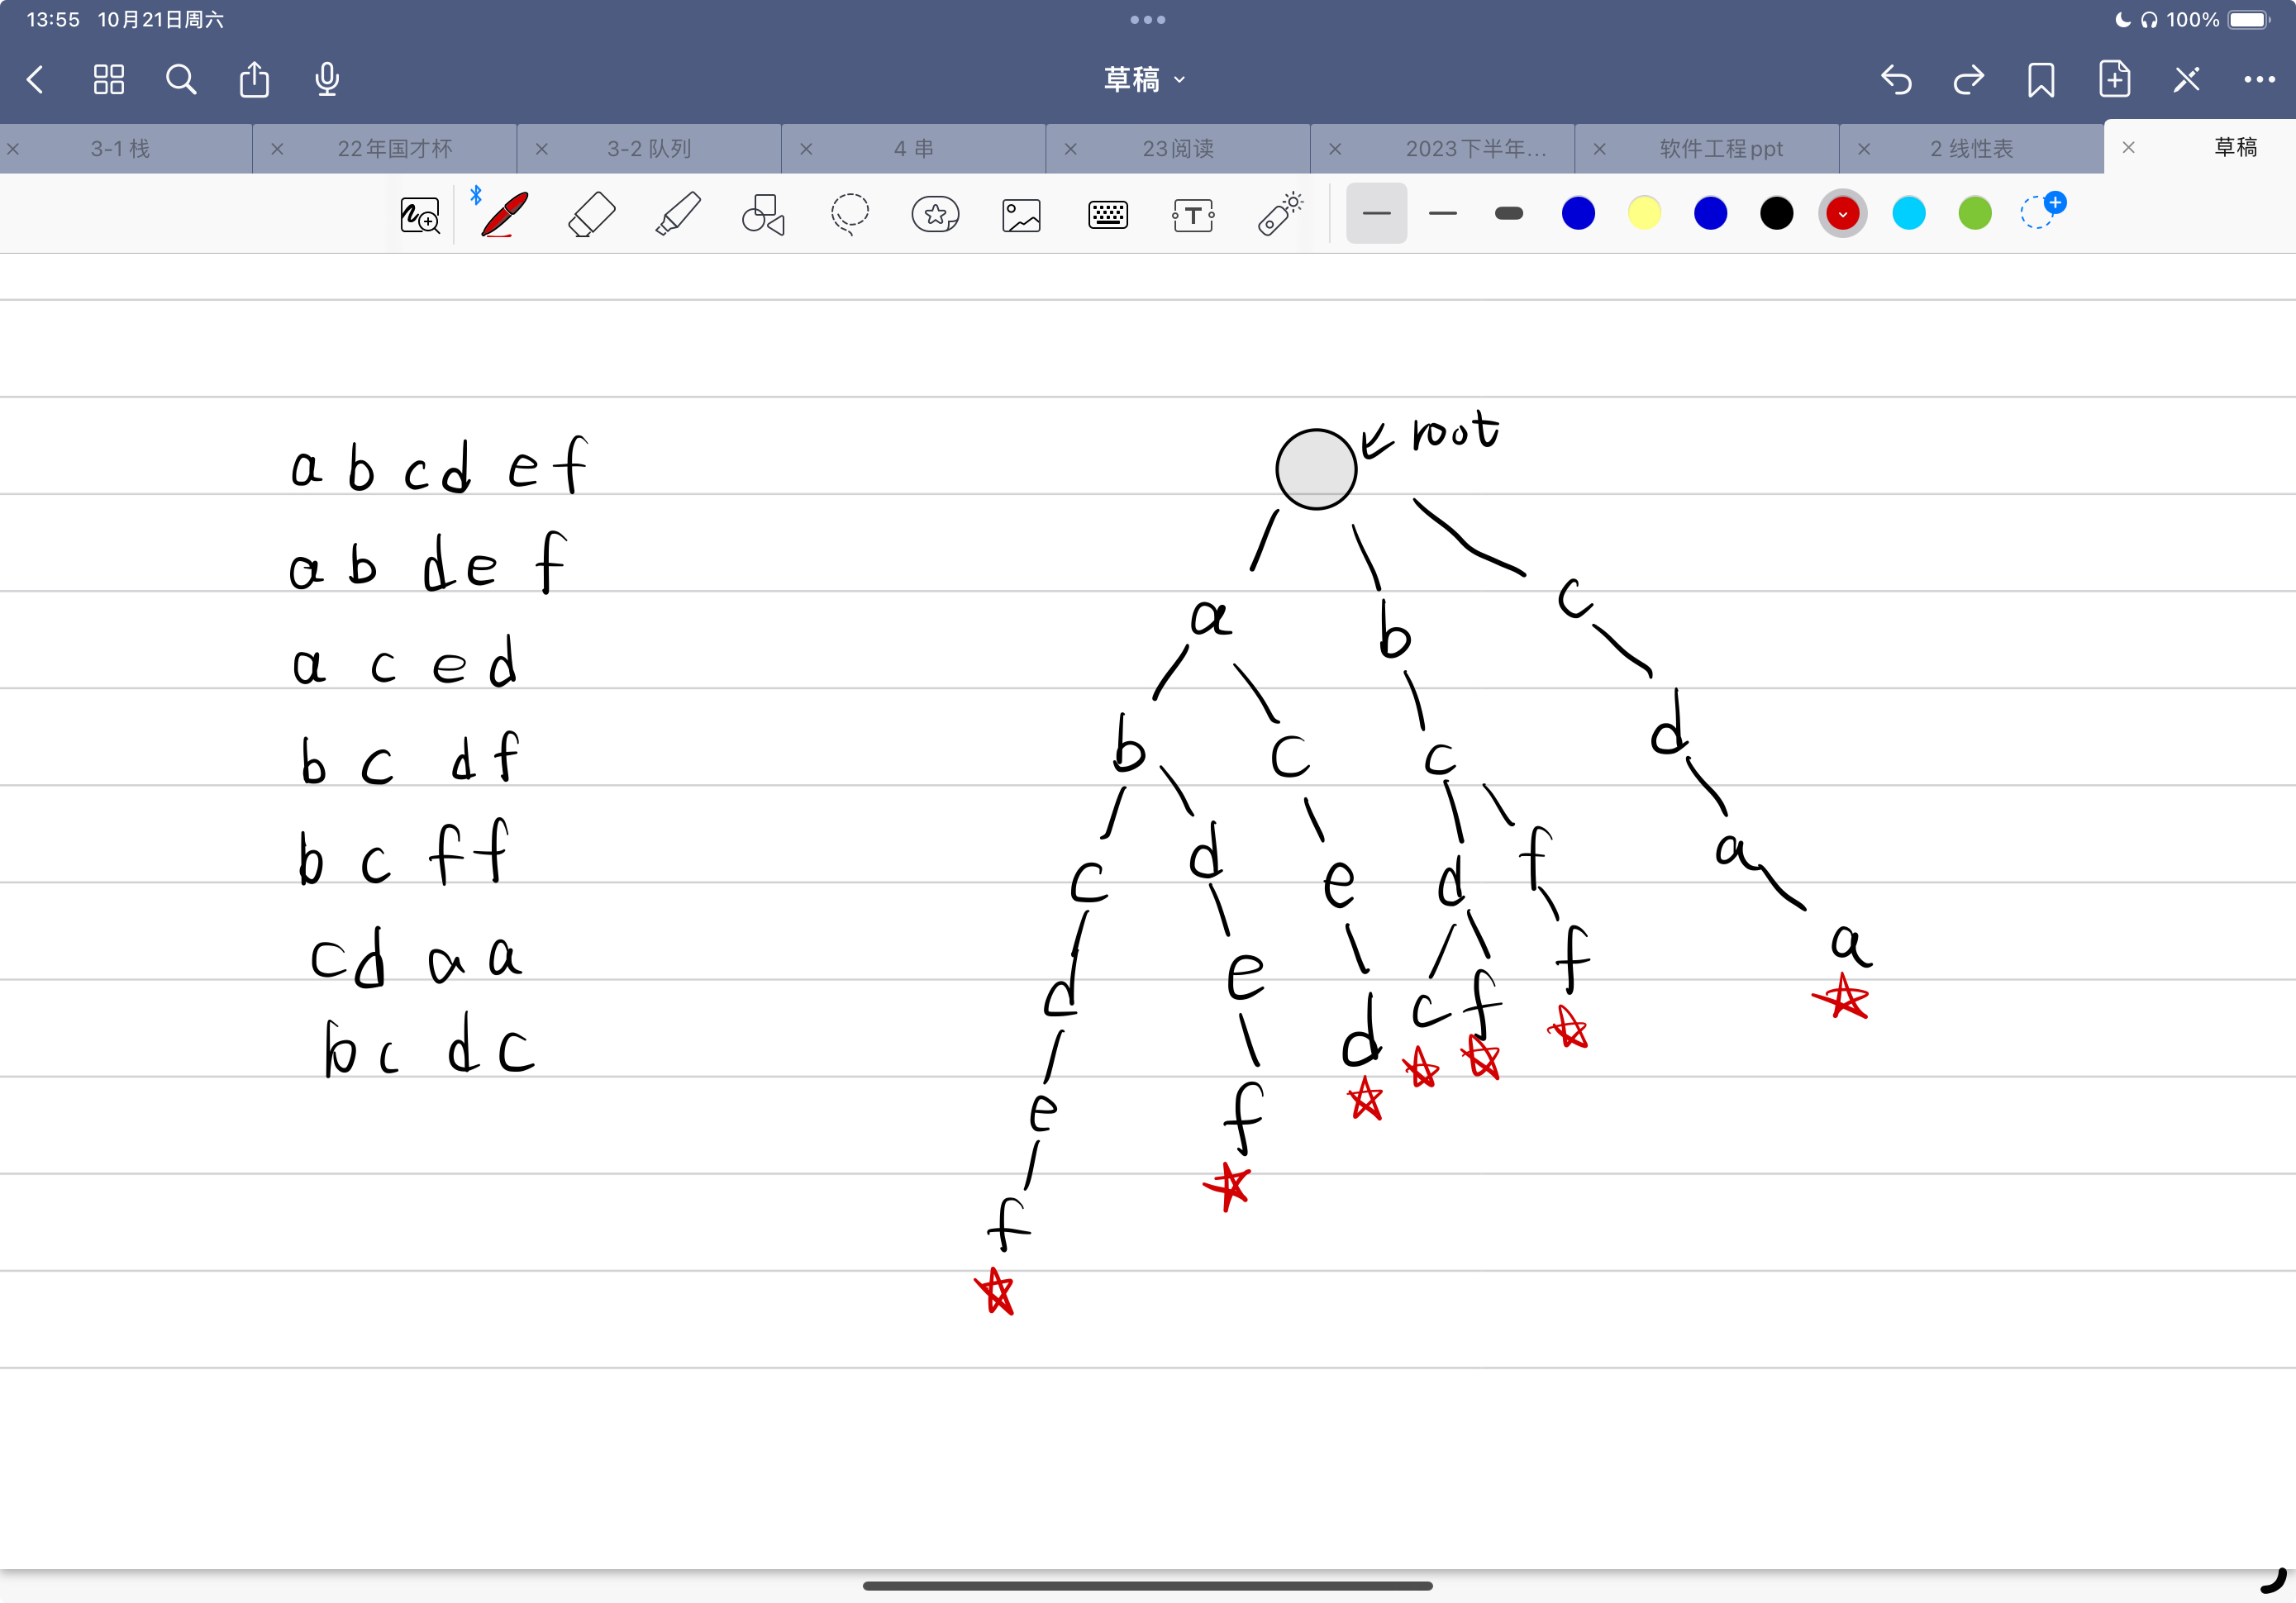 13:55 10月21日周六 100%
草稿
3-1 栈 22年国才杯 3-2 队列 4 串 23阅读 2023下半年... 软件工程ppt 2 线性表 草稿
T
root
a b c d e f
a b d e f
a c e d
b c d f
b c f f
c d a a
b c d c
a b c
b c c d
c d e d f a
d e d c f f a
e f
f